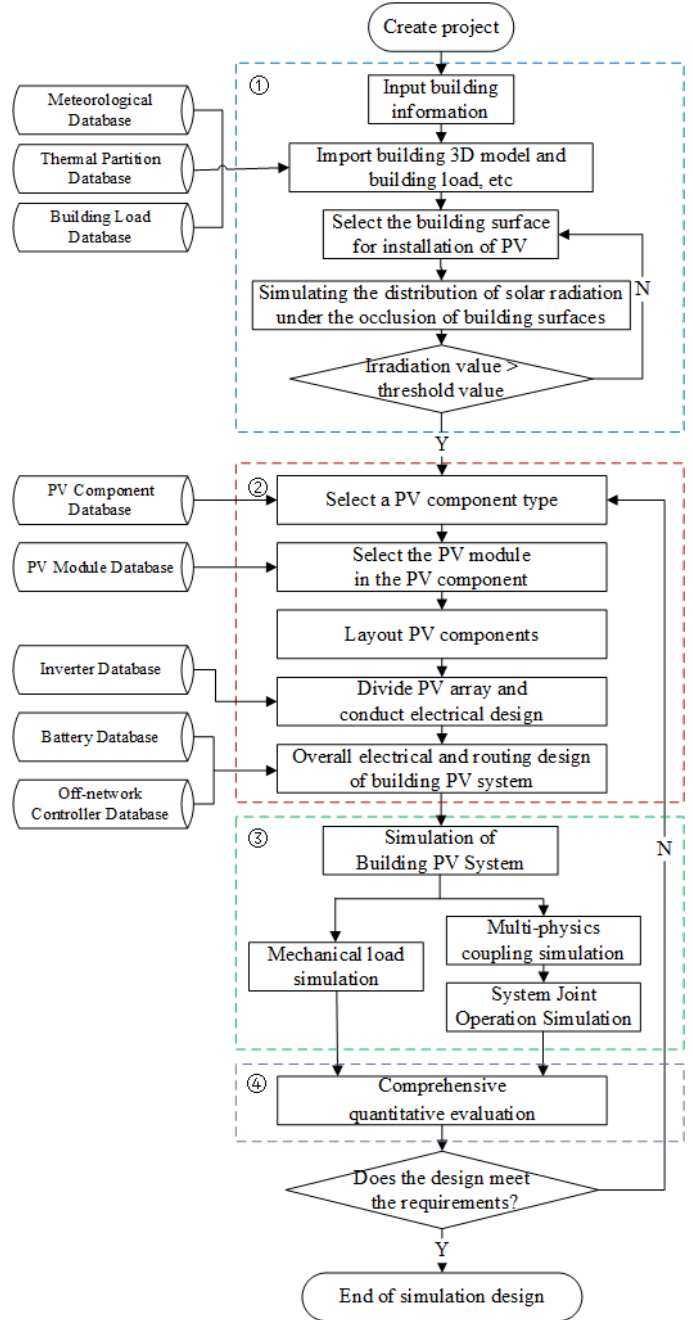 Create project
①
Input building
information
Meteorological
Database
Thermal Partition
Database
Building Load
Database
Import building 3D model and
building load, etc
Select the building surface
for installation of PV
N
Simulating the distribution of solar radiation
under the occlusion of building surfaces
Irradiation value >
threshold value
Y
②
PV Component
Database
Select a PV component type
PV Module Database
Select the PV module
in the PV component
Layout PV components
Inverter Database
Divide PV array and
conduct electrical design
Battery Database
Off-network
Controller Database
Overall electrical and routing design
of building PV system
③
Simulation of
Building PV System
N
Mechanical load
simulation
Multi-physics
coupling simulation
System Joint
Operation Simulation
④
Comprehensive
quantitative evaluation
Does the design meet
the requirements?
Y
End of simulation design